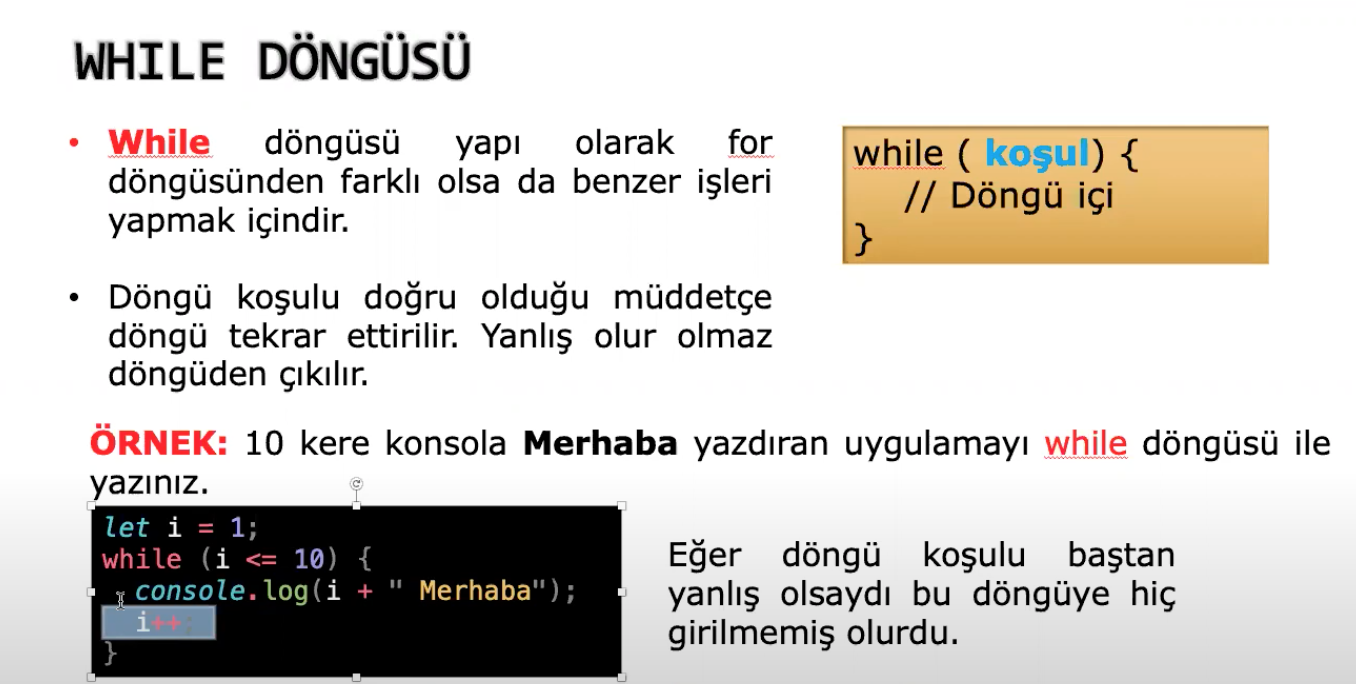 WHILE DÖNGÜSÜ
• While döngüsü yapı olarak for
döngüsünden farklı olsa da benzer işleri
yapmak içindir.
• Döngü koşulu doğru olduğu müddetçe
döngü tekrar ettirilir. Yanlış olur olmaz
döngüden çıkılır.
while ( koşul) {
// Döngü içi
}
ÖRNEK: 10 kere konsola Merhaba yazdıran uygulamayı while döngüsü ile
yazınız.
let i = 1;
while (i <= 10) {
console.log(i + " Merhaba");
i++;
}
Eğer döngü koşulu baştan
yanlış olsaydı bu döngüye hiç
girilmemiş olurdu.